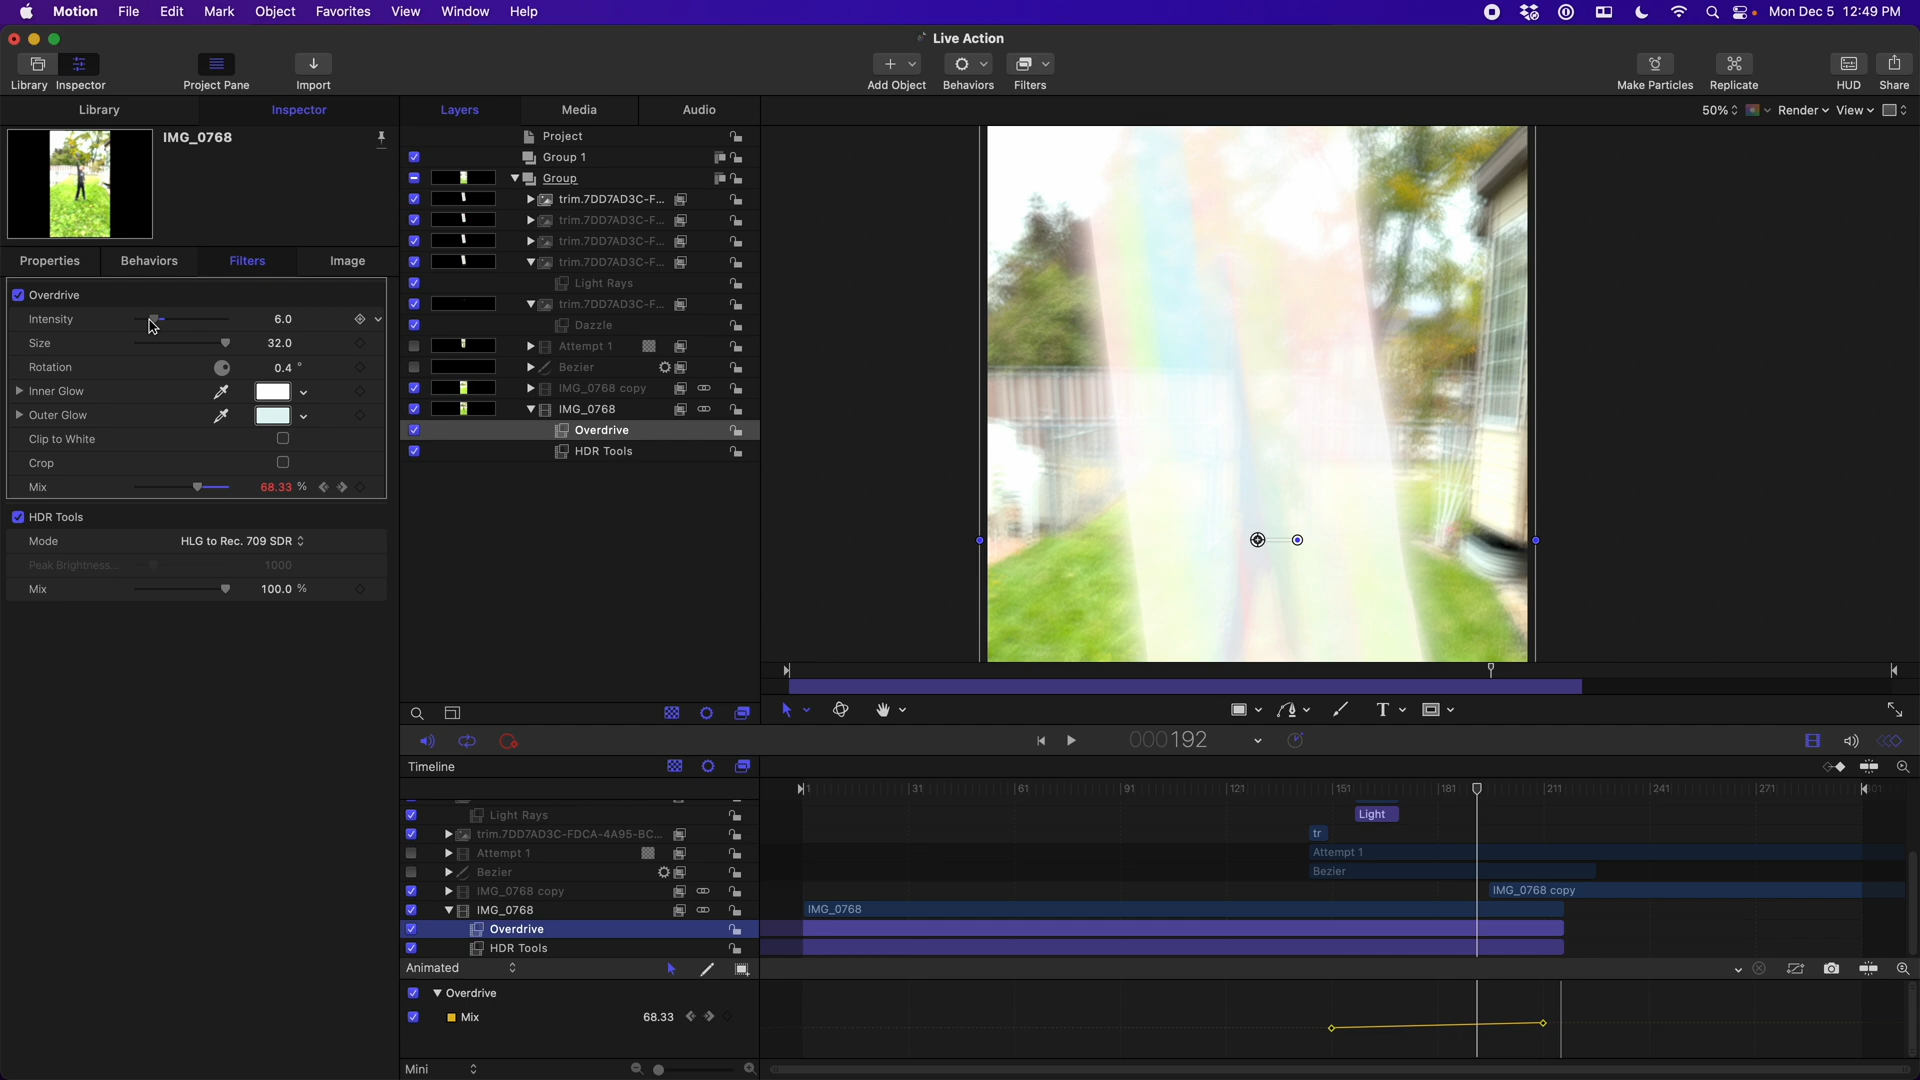 Motion File Edit Mark Object Favorites View Window Help Mon Dec 5 12:49 PM
Live Action
Library Inspector Project Pane Import Add Object Behaviors Filters Make Particles Replicate HUD Share
Library Inspector Layers Media Audio 50% Render View
IMG_0768
Project
Group 1
Group
trim.7DD7AD3C-F...
trim.7DD7AD3C-F...
trim.7DD7AD3C-F...
trim.7DD7AD3C-F...
Light Rays
trim.7DD7AD3C-F...
Dazzle
Attempt 1
Bezier
IMG_0768 copy
IMG_0768
Overdrive
HDR Tools
Properties Behaviors Filters Image
Overdrive
Intensity 6.0
Size 32.0
Rotation 0.4 °
Inner Glow
Outer Glow
Clip to White
Crop
Mix 68.33 %
HDR Tools
Mode HLG to Rec. 709 SDR
Peak Brightness... 1000
Mix 100.0 %
T
000192
Timeline
1 31 61 91 121 151 181 211 241 271
Light Rays Light
trim.7DD7AD3C-FDCA-4A95-BC... tr
Attempt 1 Attempt 1
Bezier Bezier
IMG_0768 copy IMG_0768 copy
IMG_0768 IMG_0768
Overdrive
HDR Tools
Animated
Overdrive
Mix 68.33
Mini